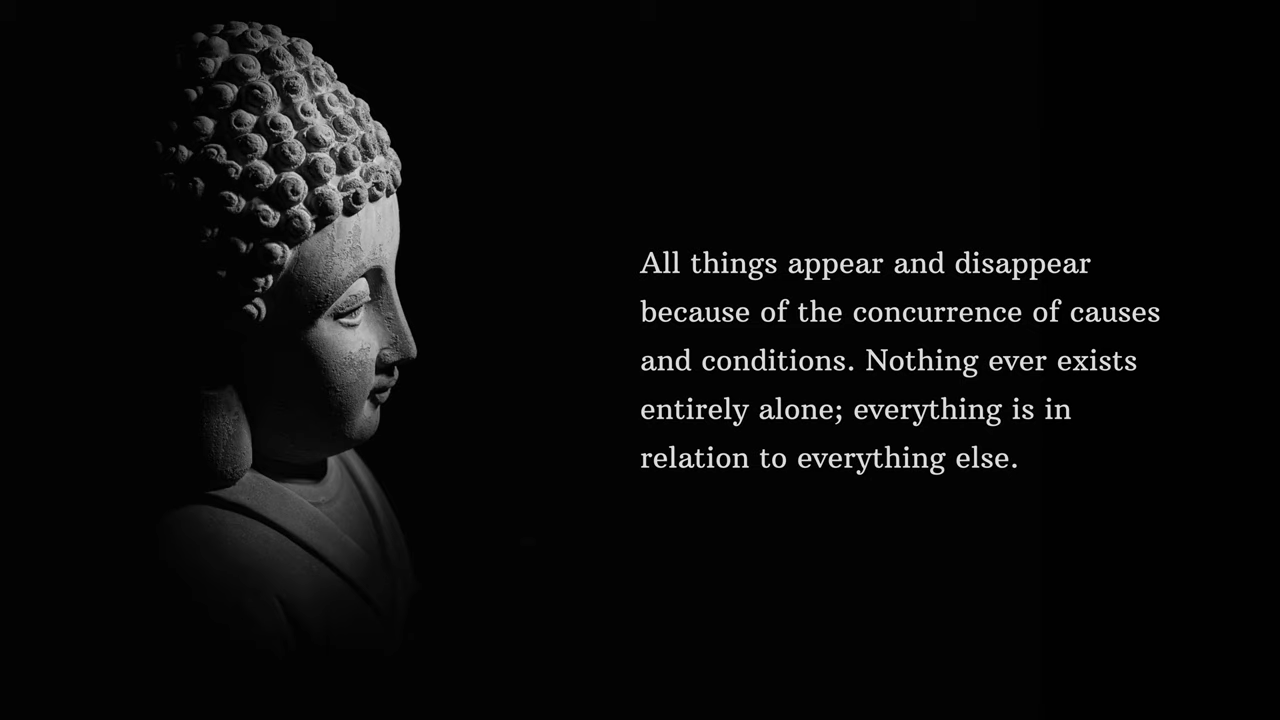 All things appear and disappear
because of the concurrence of causes
and conditions. Nothing ever exists
entirely alone; everything is in
relation to everything else.